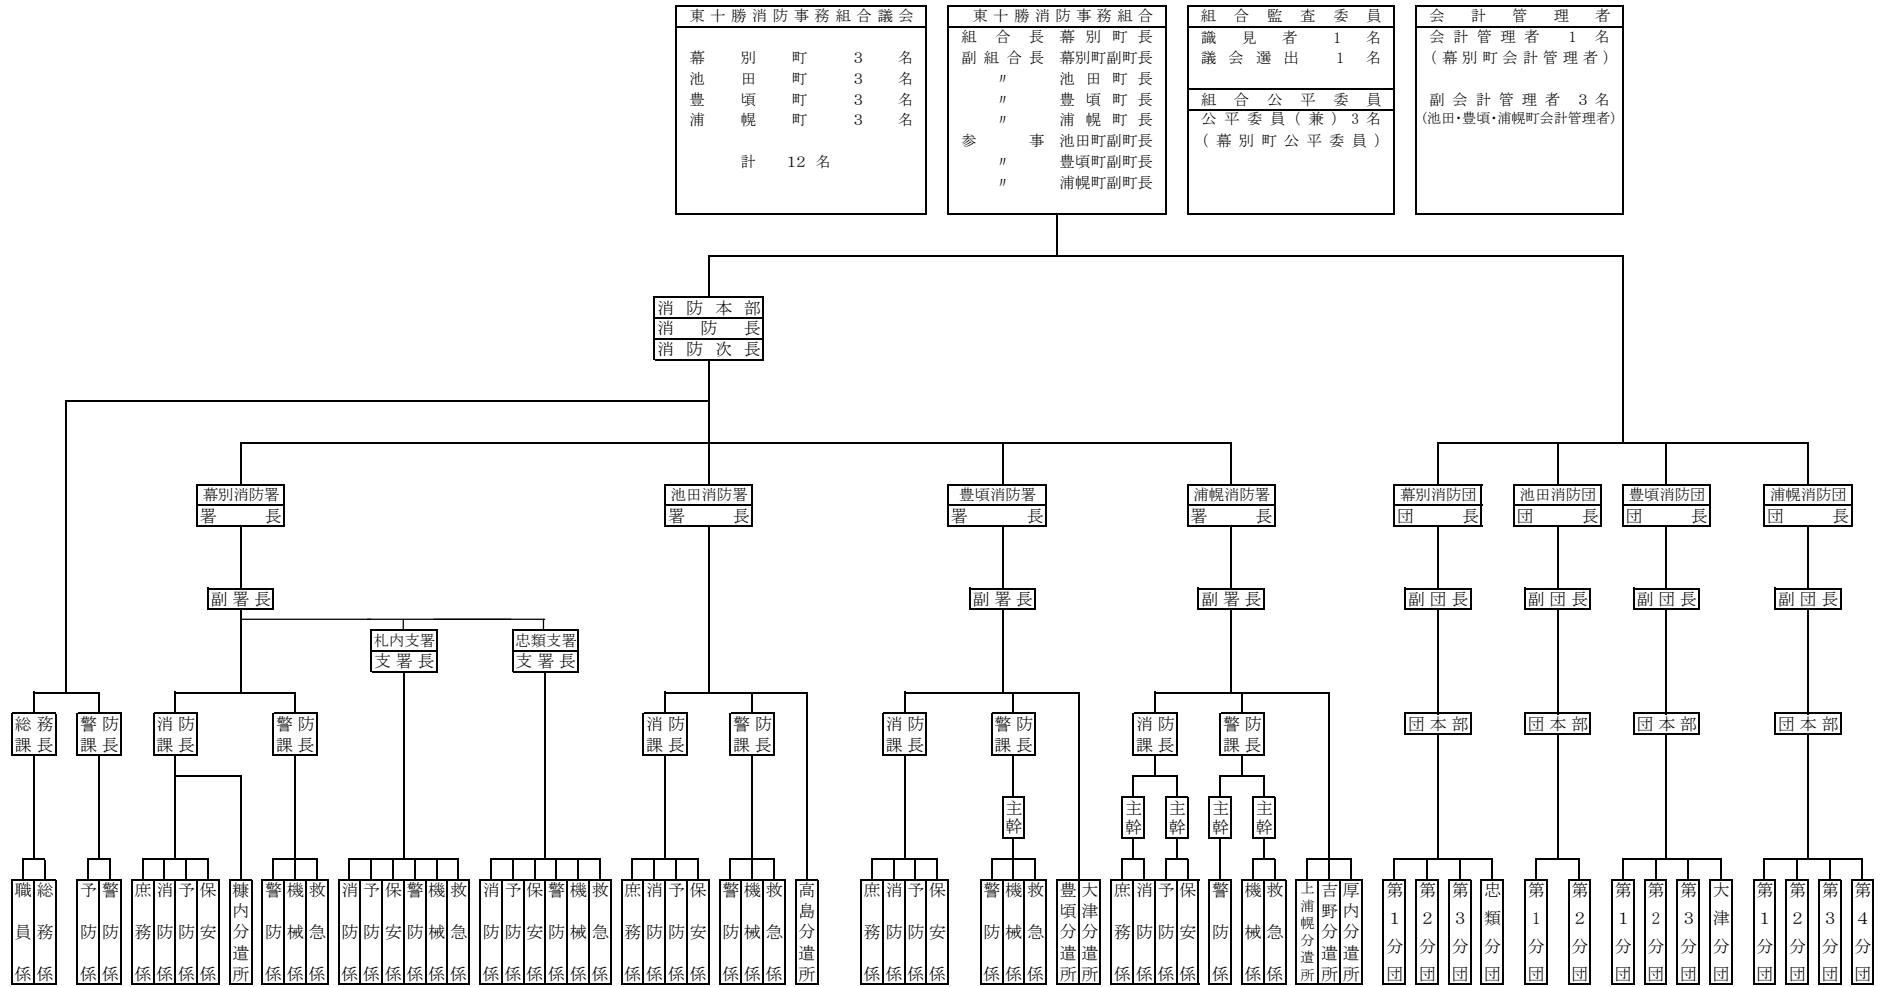 東十勝消防事務組合議会
幕別町 3名
池田町 3名
豊頃町 3名
浦幌町 3名
計 12名
東十勝消防事務組合
組合長 幕別町長
副組合長 幕別町副町長
〃 池田町長
〃 豊頃町長
〃 浦幌町長
参事 池田町副町長
〃 豊頃町副町長
〃 浦幌町副町長
組合監査委員
識見者 1名
議会選出 1名
組合公平委員
公平委員(兼)3名
(幕別町公平委員)
会計管理者
会計管理者 1名
(幕別町会計管理者)
副会計管理者 3名
(池田・豊頃・浦幌町会計管理者)
消防本部
消防長
消防次長
幕別消防署
署長
池田消防署
署長
豊頃消防署
署長
浦幌消防署
署長
幕別消防団
団長
池田消防団
団長
豊頃消防団
団長
浦幌消防団
団長
副署長
副署長
副署長
副団長
副団長
副団長
副団長
札内支署
支署長
忠類支署
支署長
総務
課長
警防
課長
消防
課長
警防
課長
消防
課長
警防
課長
消防
課長
警防
課長
消防
課長
警防
課長
団本部
団本部
団本部
団本部
主幹
主幹
主幹
主幹
主幹
職員係
総務係
予防係
警防係
庶務係
消防係
予防係
保安係
糠内分遣所
警防係
機械係
救急係
消防係
予防係
保安係
警防係
機械係
救急係
消防係
予防係
保安係
警防係
機械係
救急係
庶務係
消防係
予防係
保安係
警防係
機械係
救急係
高島分遣所
庶務係
消防係
予防係
保安係
警防係
機械係
救急係
豊頃分遣所
大津分遣所
庶務係
消防係
予防係
保安係
警防係
機械係
救急係
上浦幌分遣所
吉野分遣所
厚内分遣所
第1分団
第2分団
第3分団
忠類分団
第1分団
第2分団
第1分団
第2分団
第3分団
大津分団
第1分団
第2分団
第3分団
第4分団